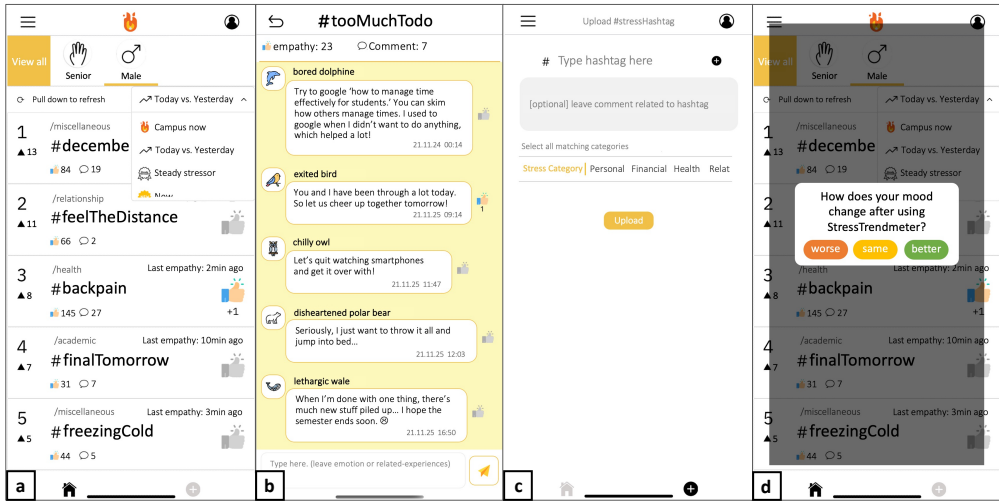 View all
Senior
Male
Pull down to refresh
Today vs. Yesterday
1
13
/miscellaneous
#decembe
84
19
Campus now
Today vs. Yesterday
Steady stressor
Now
2
11
/relationship
#feelTheDistance
66
2
3
8
/health
Last empathy: 2min ago
#backpain
145
27
+1
4
7
/academic
Last empathy: 10min ago
#finalTomorrow
31
7
5
5
/miscellaneous
Last empathy: 3min ago
#freezingCold
44
5
a
#tooMuchTodo
empathy: 23
Comment: 7
bored dolphine
Try to google 'how to manage time
effectively for students.' You can skim
how others manage times. I used to
google when I didn't want to do anything,
which helped a lot!
21.11.24 00:14
exited bird
You and I have been through a lot today.
So let us cheer up together tomorrow!
21.11.25 09:14
1
chilly owl
Let's quit watching smartphones
and get it over with!
21.11.25 11:47
disheartened polar bear
Seriously, I just want to throw it all and
jump into bed...
21.11.25 12:03
lethargic wale
When I'm done with one thing, there's
much new stuff piled up... I hope the
semester ends soon. ☹
21.11.25 16:50
Type here. (leave emotion or related-experiences)
b
Upload #stressHashtag
# Type hashtag here
[optional] leave comment related to hashtag
Select all matching categories
Stress Category Personal Financial Health Relat
Upload
c
View all
Senior
Male
Pull down to refresh
Today vs. Yesterday
1
13
/miscellaneous
#decembe
84
19
Campus now
Today vs. Yesterday
Steady stressor
Now
2
11
/relationship
How does your mood
change after using
StressTrendmeter?
worse
same
better
66
2
3
8
/health
#backpain
145
27
+1
4
7
/academic
Last empathy: 10min ago
#finalTomorrow
31
7
5
5
/miscellaneous
Last empathy: 3min ago
#freezingCold
44
5
d